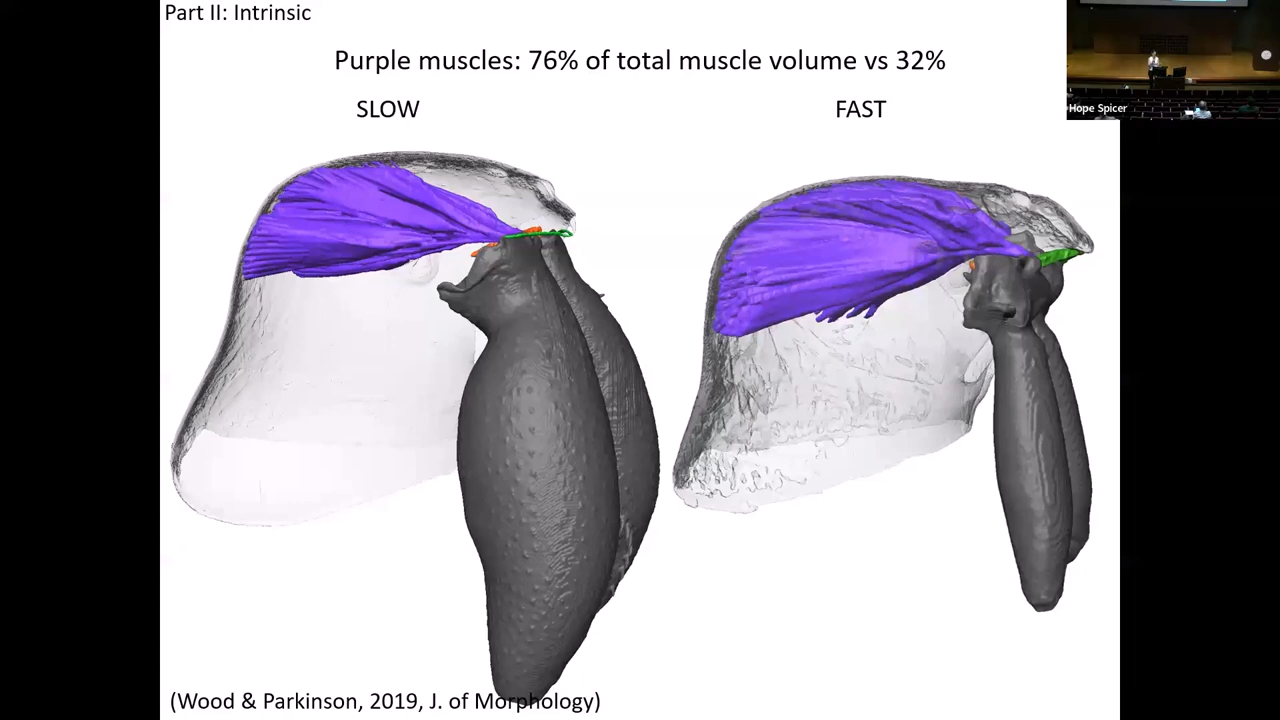 Part II: Intrinsic
Purple muscles: 76% of total muscle volume vs 32%
SLOW
FAST
Hope Spicer
(Wood & Parkinson, 2019, J. of Morphology)